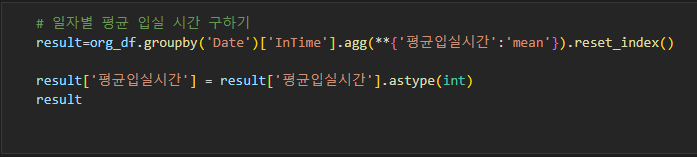 # 일자별 평균 입실 시간 구하기
result=org_df.groupby('Date')['InTime'].agg(**{'평균입실시간':'mean'}).reset_index()
result['평균입실시간'] = result['평균입실시간'].astype(int)
result